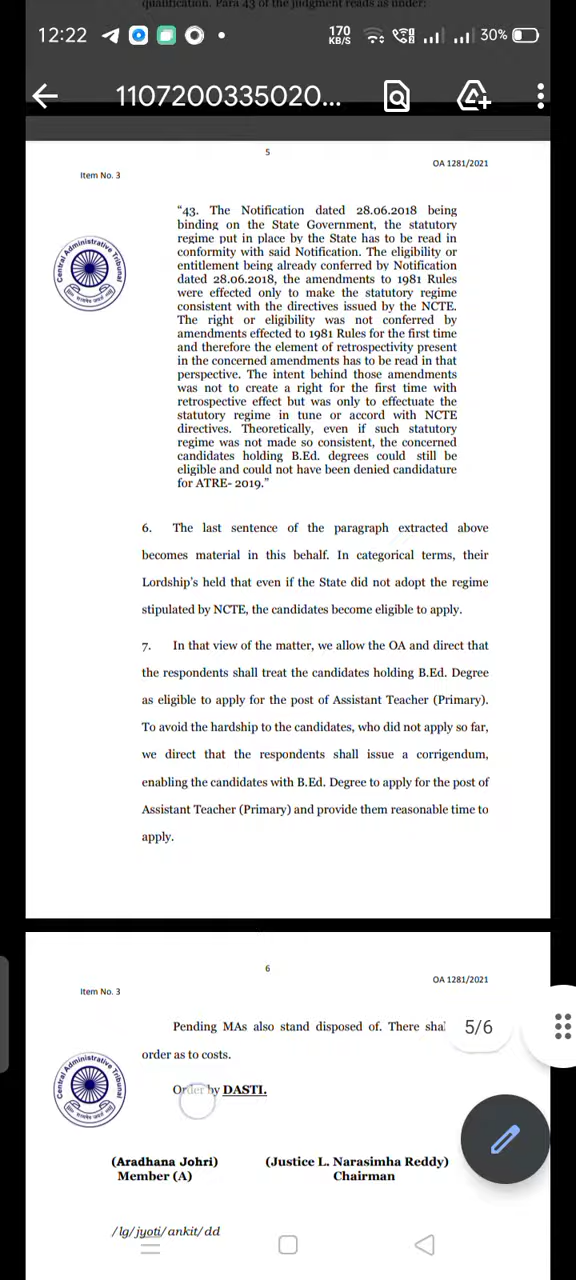 qualification. Para 43 of the judgment reads as under:
12:22 170 KB/S 30%
1107200335020...
5
OA 1281/2021
Item No. 3
Central Administrative Tribunal
“43. The Notification dated 28.06.2018 being
binding on the State Government, the statutory
regime put in place by the State has to be read in
conformity with said Notification. The eligibility or
entitlement being already conferred by Notification
dated 28.06.2018, the amendments to 1981 Rules
were effected only to make the statutory regime
consistent with the directives issued by the NCTE.
The right or eligibility was not conferred by
amendments effected to 1981 Rules for the first time
and therefore the element of retrospectivity present
in the concerned amendments has to be read in that
perspective. The intent behind those amendments
was not to create a right for the first time with
retrospective effect but was only to effectuate the
statutory regime in tune or accord with NCTE
directives. Theoretically, even if such statutory
regime was not made so consistent, the concerned
candidates holding B.Ed. degrees could still be
eligible and could not have been denied candidature
for ATRE- 2019.”
6. The last sentence of the paragraph extracted above
becomes material in this behalf. In categorical terms, their
Lordship’s held that even if the State did not adopt the regime
stipulated by NCTE, the candidates become eligible to apply.
7. In that view of the matter, we allow the OA and direct that
the respondents shall treat the candidates holding B.Ed. Degree
as eligible to apply for the post of Assistant Teacher (Primary).
To avoid the hardship to the candidates, who did not apply so far,
we direct that the respondents shall issue a corrigendum,
enabling the candidates with B.Ed. Degree to apply for the post of
Assistant Teacher (Primary) and provide them reasonable time to
apply.
6
OA 1281/2021
Item No. 3
Central Administrative Tribunal
Pending MAs also stand disposed of. There sha
5/6
order as to costs.
Order by DASTI.
(Aradhana Johri) (Justice L. Narasimha Reddy)
Member (A) Chairman
/lg/jyoti/ankit/dd